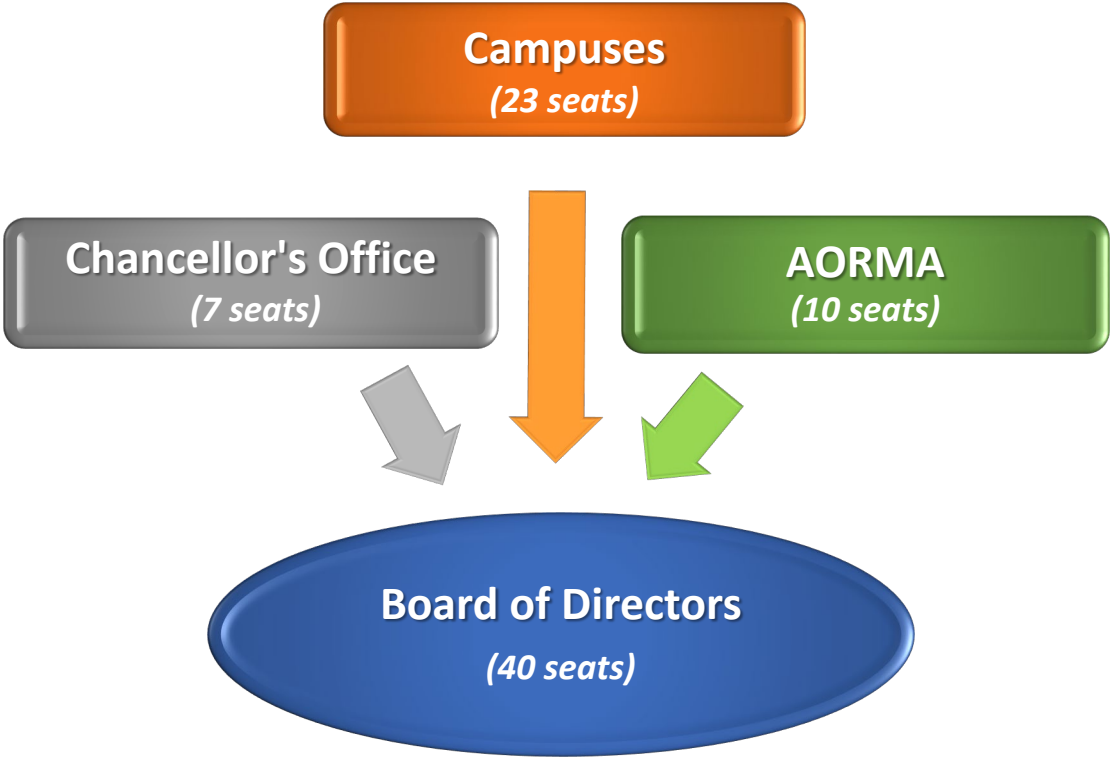 Campuses
(23 seats)
Chancellor's Office
(7 seats)
AORMA
(10 seats)
Board of Directors
(40 seats)